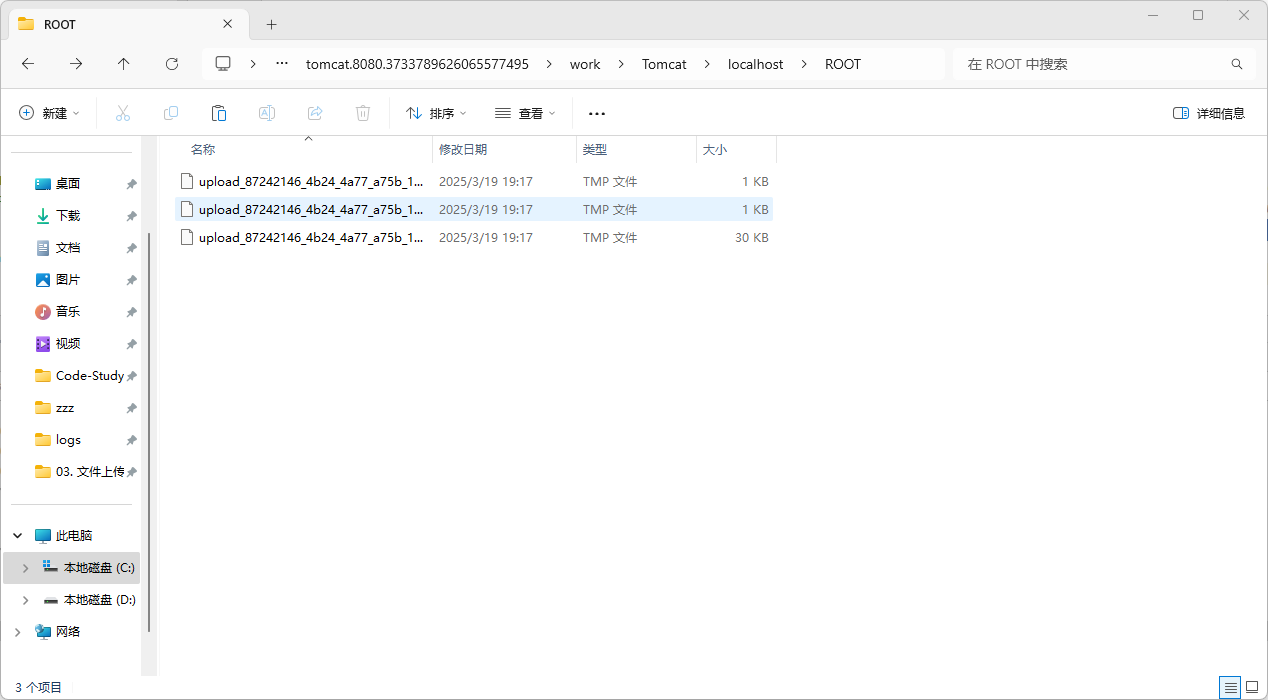 ROOT
tomcat.8080.3733789626065577495 work Tomcat localhost ROOT
在 ROOT 中搜索
新建 排序 查看 详细信息
名称 修改日期 类型 大小
upload_87242146_4b24_4a77_a75b_1... 2025/3/19 19:17 TMP 文件 1 KB
upload_87242146_4b24_4a77_a75b_1... 2025/3/19 19:17 TMP 文件 1 KB
upload_87242146_4b24_4a77_a75b_1... 2025/3/19 19:17 TMP 文件 30 KB
桌面
下载
文档
图片
音乐
视频
Code-Study
zzz
logs
03. 文件上传
此电脑
本地磁盘 (C:)
本地磁盘 (D:)
网络
3 个项目